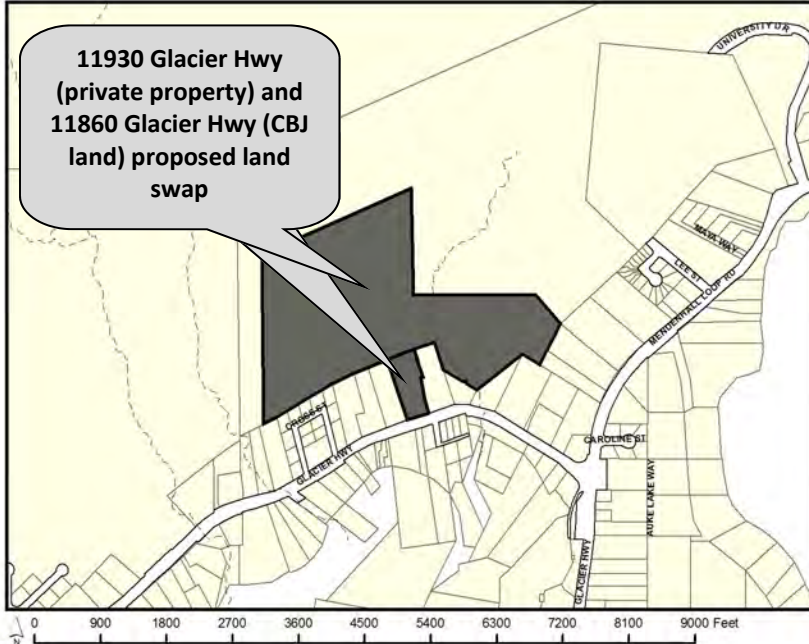 11930 Glacier Hwy
(private property) and
11860 Glacier Hwy (CBJ
land) proposed land
swap
UNIVERSITY DR
MAYA WAY
LEE ST
MENDENHALL LOOP RD
CROSS ST
GLACIER HWY
CAROLINE ST
AUKE LAKE WAY
GLACIER HWY
N
0 900 1800 2700 3600 4500 5400 6300 7200 8100 9000 Feet